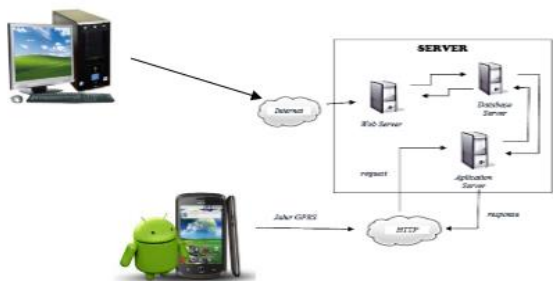 SERVER
Internet
Web Server
Database
Server
Aplication
Server
request
Jalur GPRS
HTTP
response